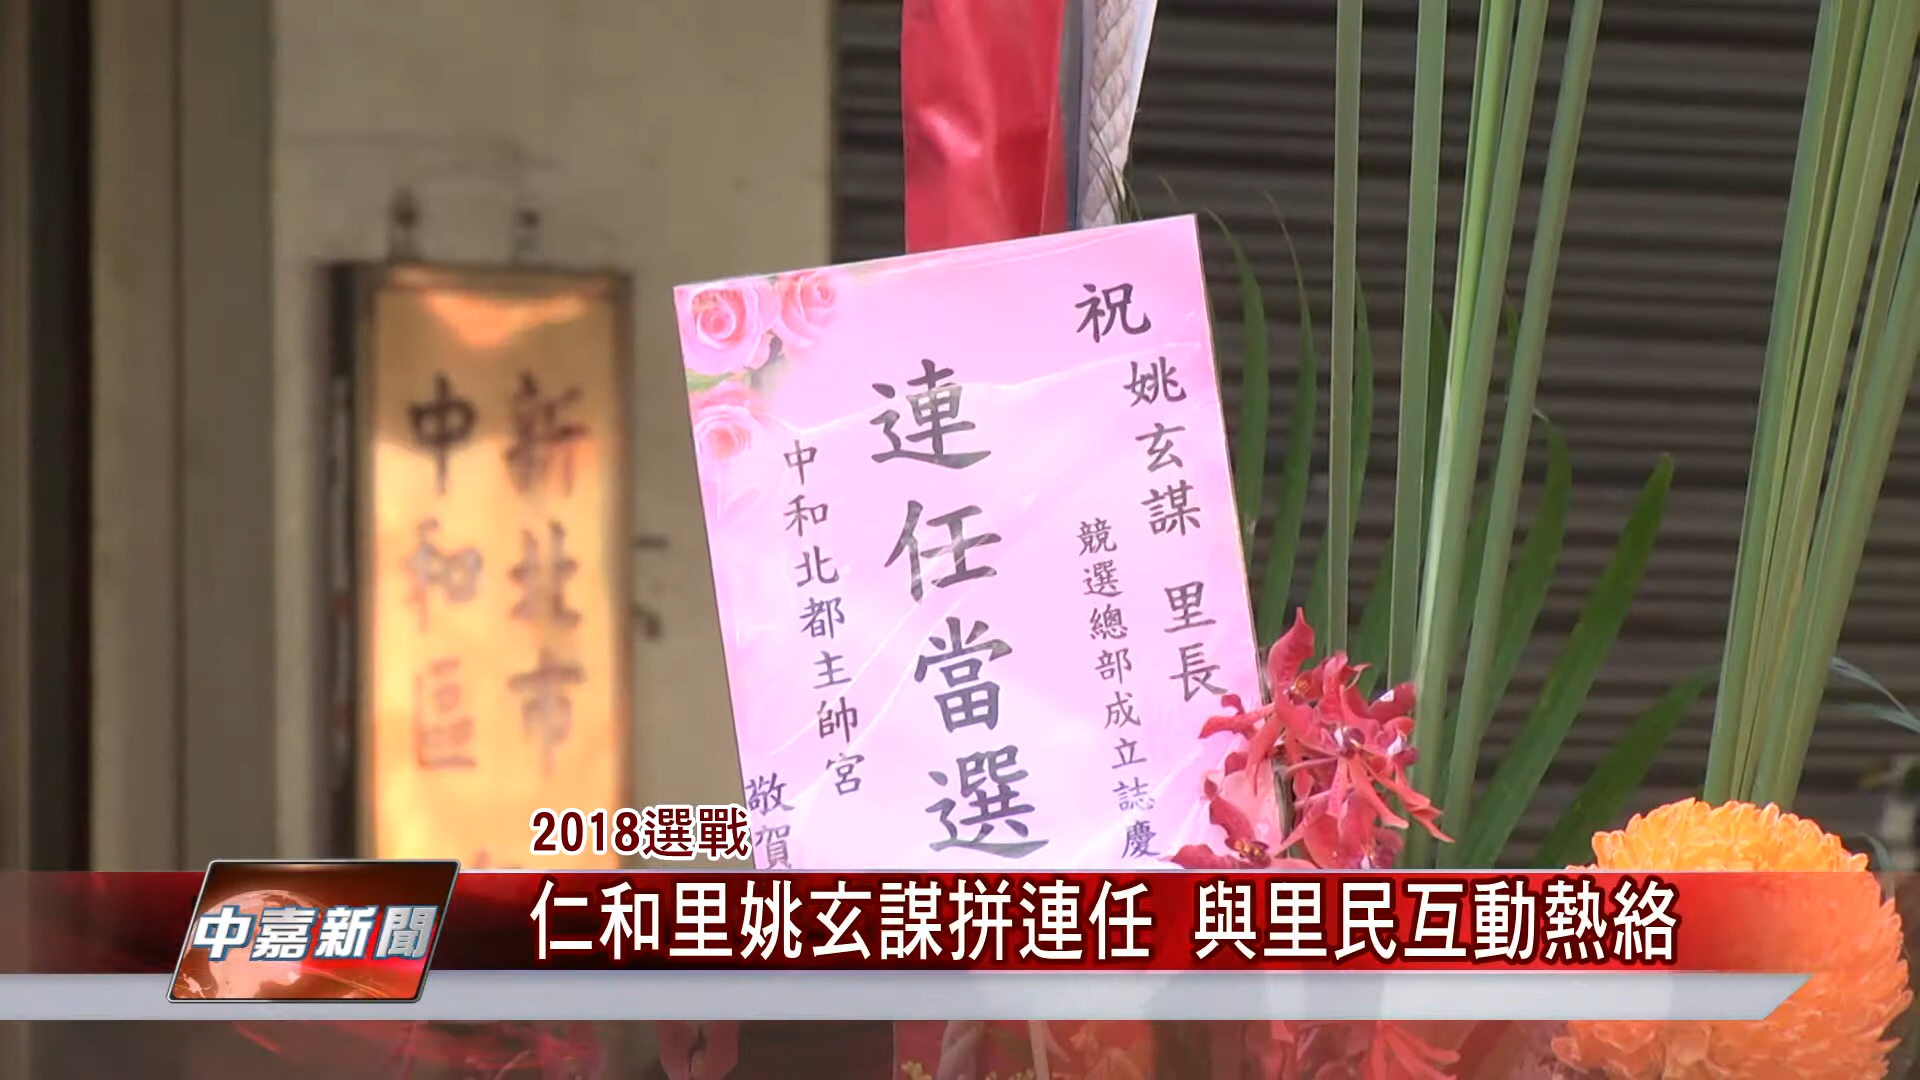 祝
姚玄謀 里長
競選總部成立誌慶
連任當選
中和北都主帥宮
敬賀
新北市
中和區
2018選戰
中嘉新聞
仁和里姚玄謀拼連任 與里民互動熱絡